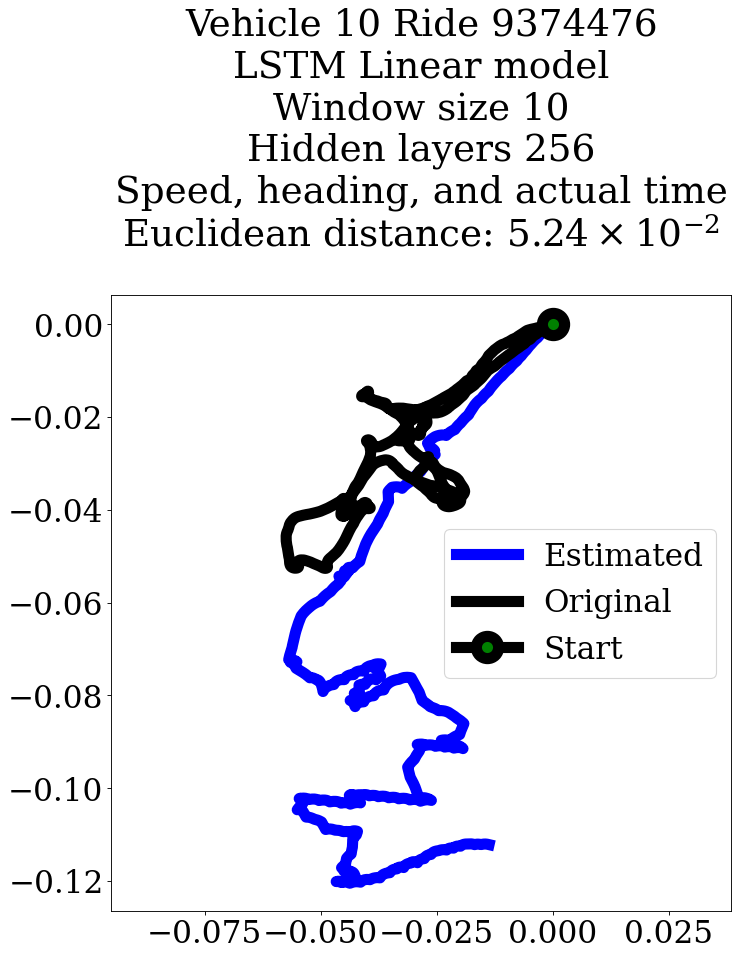 Vehicle 10 Ride 9374476
LSTM Linear model
Window size 10
Hidden layers 256
Speed, heading, and actual time
Euclidean distance: 5.24 × 10⁻²
0.00
−0.02
−0.04
−0.06
−0.08
−0.10
−0.12
Estimated
Original
Start
−0.075 −0.050 −0.025 0.000 0.025